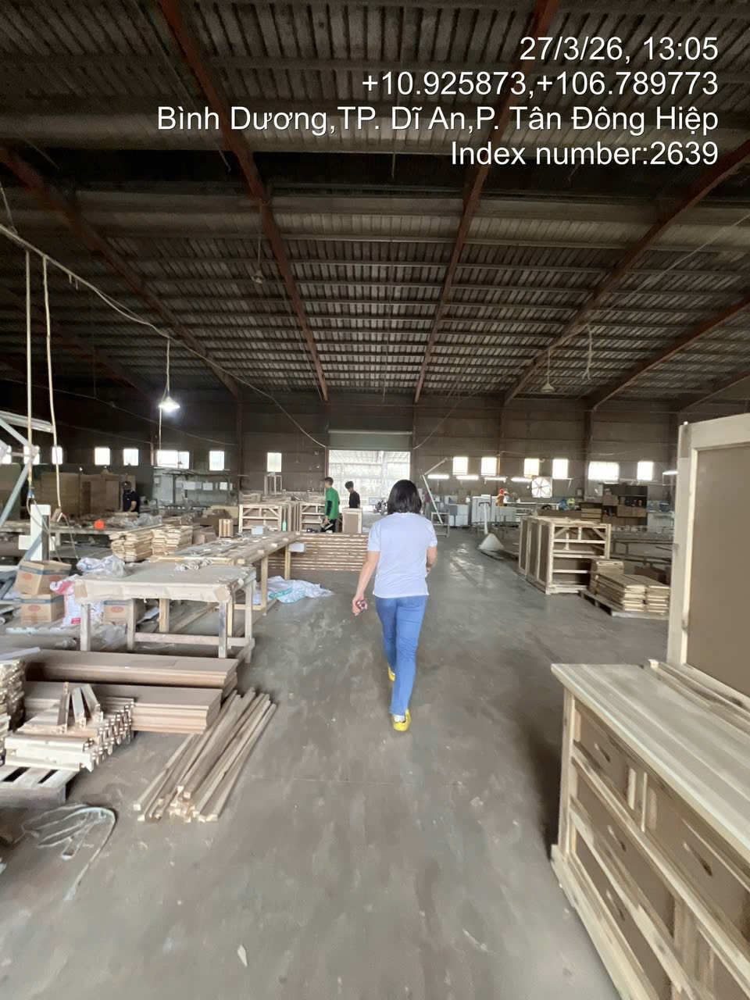 27/3/26, 13:05
+10.925873,+106.789773
Bình Dương,TP. Dĩ An,P. Tân Đông Hiệp
Index number:2639